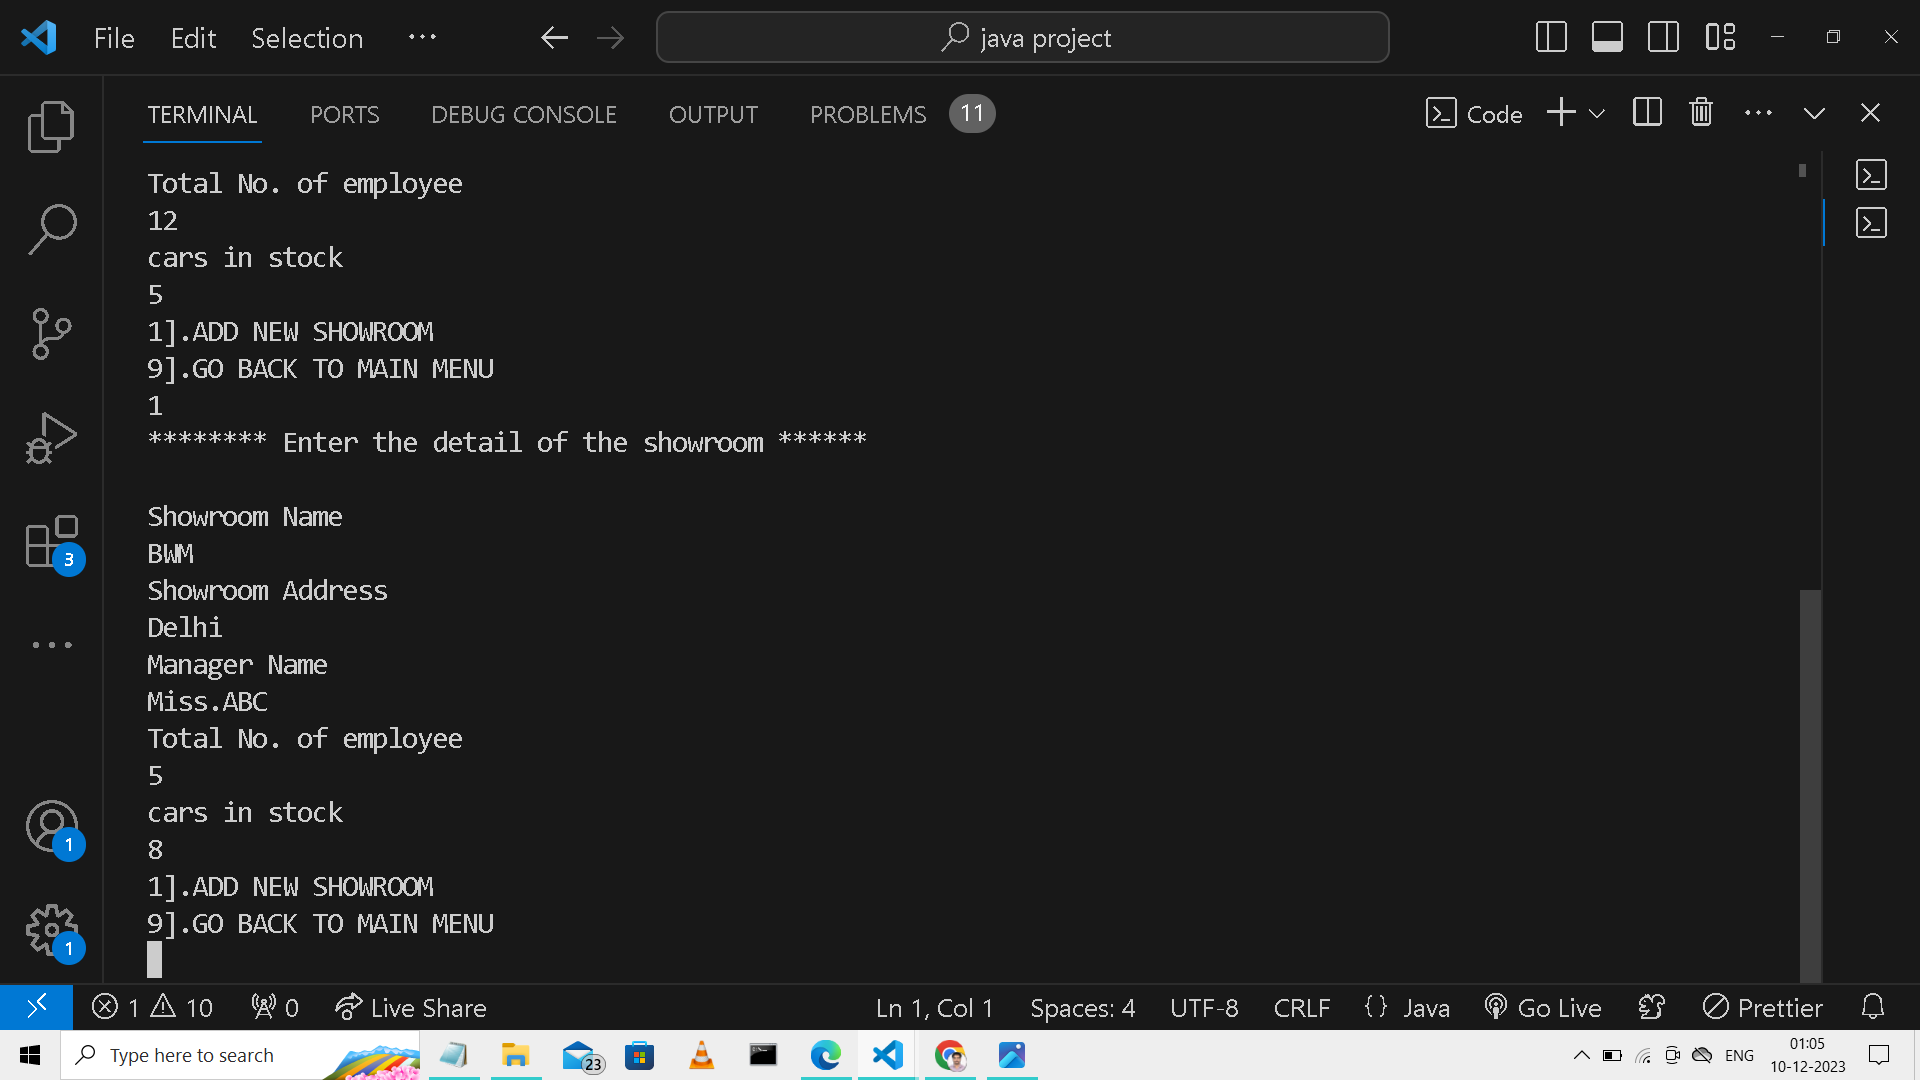 File Edit Selection ··· java project
TERMINAL PORTS DEBUG CONSOLE OUTPUT PROBLEMS 11 Code
Total No. of employee
12
cars in stock
5
1].ADD NEW SHOWROOM
9].GO BACK TO MAIN MENU
1
******** Enter the detail of the showroom ******
Showroom Name
BWM
Showroom Address
Delhi
Manager Name
Miss.ABC
Total No. of employee
5
cars in stock
8
1].ADD NEW SHOWROOM
9].GO BACK TO MAIN MENU
3
1
1
1 10 0 Live Share Ln 1, Col 1 Spaces: 4 UTF-8 CRLF {} Java Go Live Prettier
Type here to search 23 ENG 01:05
10-12-2023